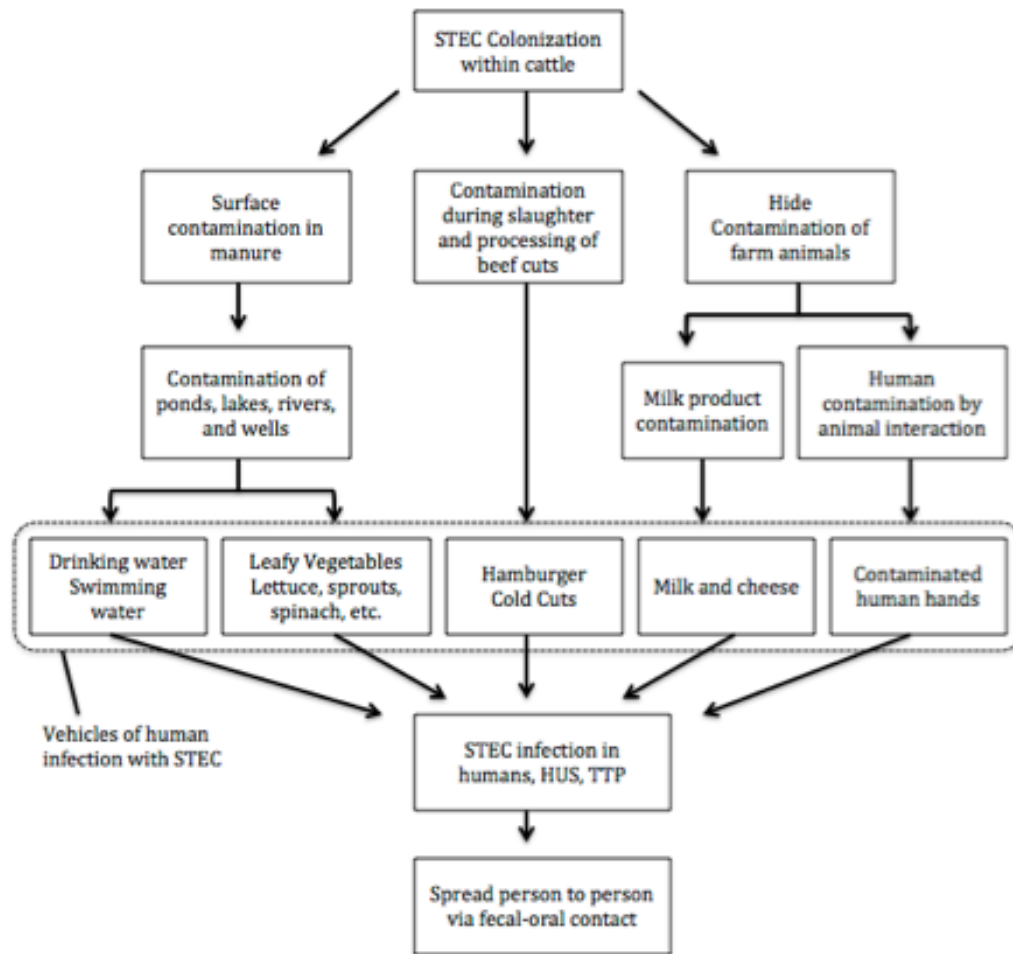 STEC Colonization
within cattle
Surface
contamination in
manure
Contamination
during slaughter
and processing of
beef cuts
Hide
Contamination of
farm animals
Contamination of
ponds, lakes, rivers,
and wells
Milk product
contamination
Human
contamination by
animal interaction
Drinking water
Swimming
water
Leafy Vegetables
Lettuce, sprouts,
spinach, etc.
Hamburger
Cold Cuts
Milk and cheese
Contaminated
human hands
Vehicles of human
infection with STEC
STEC infection in
humans, HUS, TTP
Spread person to person
via fecal-oral contact